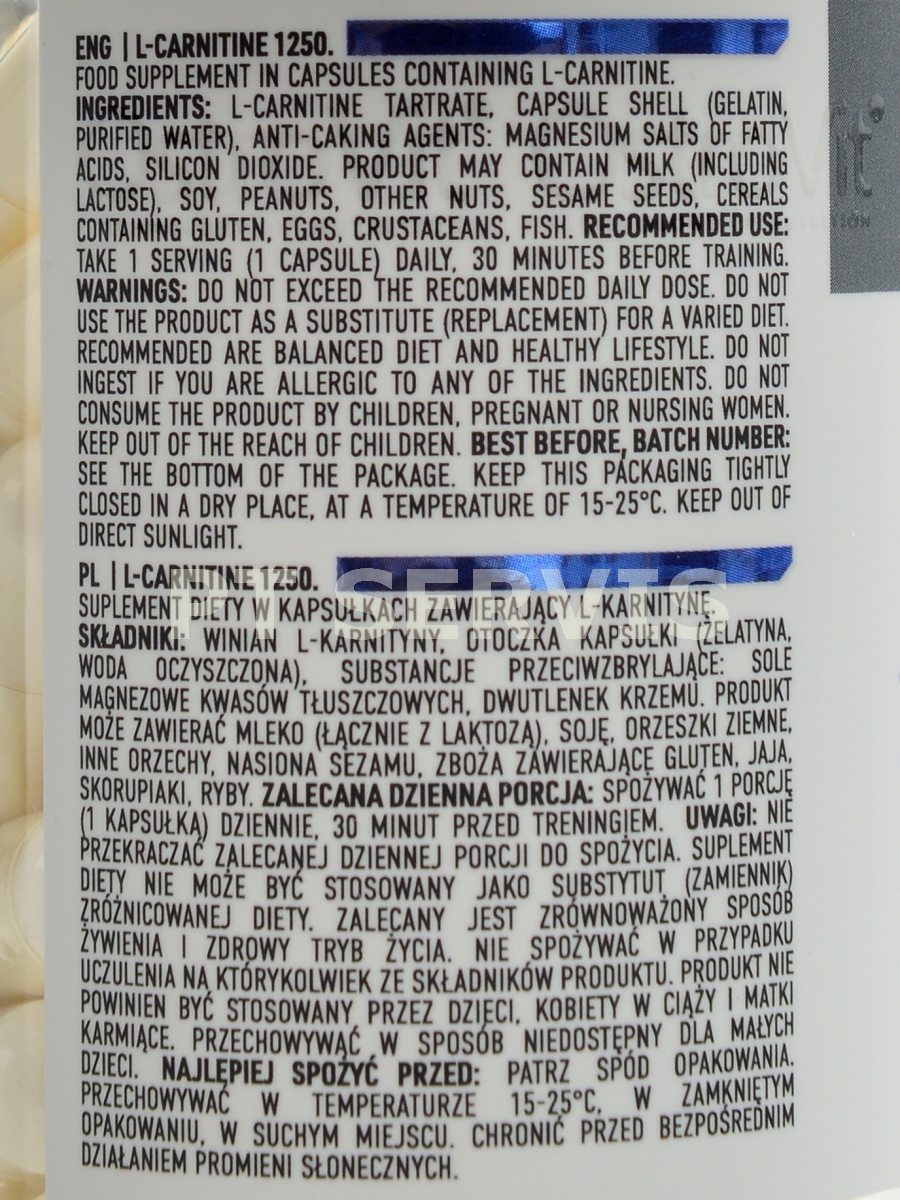 ENG | L-CARNITINE 1250.
FOOD SUPPLEMENT IN CAPSULES CONTAINING L-CARNITINE.
INGREDIENTS: L-CARNITINE TARTRATE, CAPSULE SHELL (GELATIN,
PURIFIED WATER), ANTI-CAKING AGENTS: MAGNESIUM SALTS OF FATTY
ACIDS, SILICON DIOXIDE. PRODUCT MAY CONTAIN MILK (INCLUDING
LACTOSE), SOY, PEANUTS, OTHER NUTS, SESAME SEEDS, CEREALS
CONTAINING GLUTEN, EGGS, CRUSTACEANS, FISH. RECOMMENDED USE:
TAKE 1 SERVING (1 CAPSULE) DAILY, 30 MINUTES BEFORE TRAINING.
WARNINGS: DO NOT EXCEED THE RECOMMENDED DAILY DOSE. DO NOT
USE THE PRODUCT AS A SUBSTITUTE (REPLACEMENT) FOR A VARIED DIET.
RECOMMENDED ARE BALANCED DIET AND HEALTHY LIFESTYLE. DO NOT
INGEST IF YOU ARE ALLERGIC TO ANY OF THE INGREDIENTS. DO NOT
CONSUME THE PRODUCT BY CHILDREN, PREGNANT OR NURSING WOMEN.
KEEP OUT OF THE REACH OF CHILDREN. BEST BEFORE, BATCH NUMBER:
SEE THE BOTTOM OF THE PACKAGE. KEEP THIS PACKAGING TIGHTLY
CLOSED IN A DRY PLACE, AT A TEMPERATURE OF 15-25°C. KEEP OUT OF
DIRECT SUNLIGHT.
PL | L-CARNITINE 1250.
SUPLEMENT DIETY W KAPSUŁKACH ZAWIERAJĄCY L-KARNITYNĘ.
SKŁADNIKI: WINIAN L-KARNITYNY, OTOCZKA KAPSUŁKI (ŻELATYNA,
WODA OCZYSZCZONA), SUBSTANCJE PRZECIWZBRYLAJĄCE: SOLE
MAGNEZOWE KWASÓW TŁUSZCZOWYCH, DWUTLENEK KRZEMU. PRODUKT
MOŻE ZAWIERAĆ MLEKO (ŁĄCZNIE Z LAKTOZĄ), SOJĘ, ORZESZKI ZIEMNE,
INNE ORZECHY, NASIONA SEZAMU, ZBOŻA ZAWIERAJĄCE GLUTEN, JAJA,
SKORUPIAKI, RYBY. ZALECANA DZIENNA PORCJA: SPOŻYWAĆ 1 PORCJĘ
(1 KAPSUŁKĄ) DZIENNIE, 30 MINUT PRZED TRENINGIEM. UWAGI: NIE
PRZEKRACZAĆ ZALECANEJ DZIENNEJ PORCJI DO SPOŻYCIA. SUPLEMENT
DIETY NIE MOŻE BYĆ STOSOWANY JAKO SUBSTYTUT (ZAMIENNIK)
ZRÓŻNICOWANEJ DIETY. ZALECANY JEST ZRÓWNOWAŻONY SPOSÓB
ŻYWIENIA I ZDROWY TRYB ŻYCIA. NIE SPOŻYWAĆ W PRZYPADKU
UCZULENIA NA KTÓRYKOLWIEK ZE SKŁADNIKÓW PRODUKTU. PRODUKT NIE
POWINIEN BYĆ STOSOWANY PRZEZ DZIECI, KOBIETY W CIĄŻY I MATKI
KARMIĄCE. PRZECHOWYWAĆ W SPOSÓB NIEDOSTĘPNY DLA MAŁYCH
DZIECI. NAJLEPIEJ SPOŻYĆ PRZED: PATRZ SPÓD OPAKOWANIA.
PRZECHOWYWAĆ W TEMPERATURZE 15-25°C, W ZAMKNIĘTYM
OPAKOWANIU, W SUCHYM MIEJSCU. CHRONIĆ PRZED BEZPOŚREDNIM
DZIAŁANIEM PROMIENI SŁONECZNYCH.